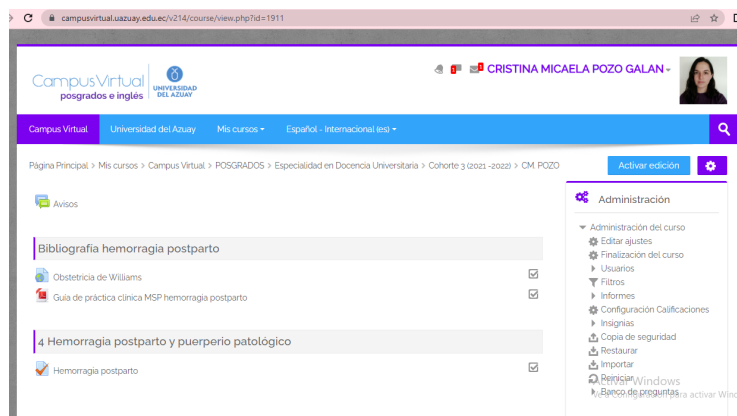 campusvirtual.uazuay.edu.ec/v214/course/view.php?id=1911
CampusVirtual
posgrados e inglés
UNIVERSIDAD
DEL AZUAY
CRISTINA MICAELA POZO GALAN
Campus Virtual Universidad del Azuay Mis cursos Español - Internacional (es)
Página Principal > Mis cursos > Campus Virtual > POSGRADOS > Especialidad en Docencia Universitaria > Cohorte 3 (2021 -2022) > CM. POZO
Activar edición
Avisos
Bibliografía hemorragia postparto
Obstetricia de Williams
Guía de práctica clínica MSP hemorragia postparto
4 Hemorragia postparto y puerperio patológico
Hemorragia postparto
Administración
Administración del curso
Editar ajustes
Finalización del curso
Usuarios
Filtros
Informes
Configuración Calificaciones
Insignias
Copia de seguridad
Restaurar
Importar
Reiniciar
Activar Windows
Banco de preguntas
para activar Wind